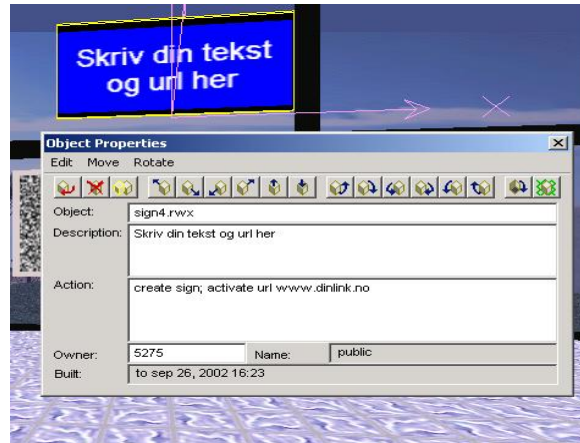 Skriv din tekst
og url her
Object Properties
Edit Move Rotate
Object: sign4.rwx
Description: Skriv din tekst og url her
Action: create sign; activate url www.dinlink.no
Owner: 5275 Name: public
Built: to sep 26, 2002 16:23